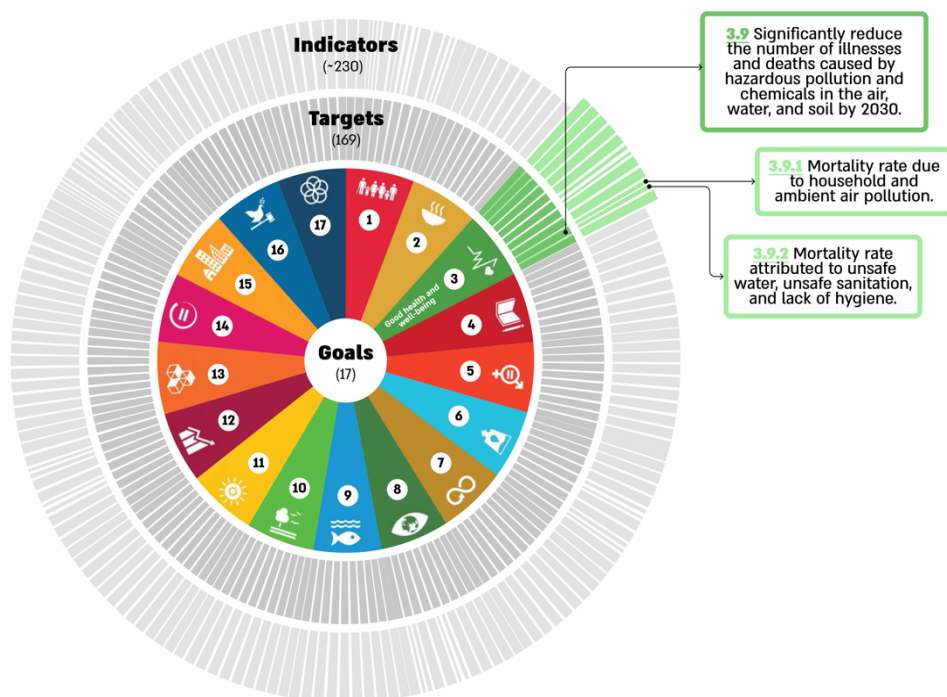 Indicators
(~230)
Targets
(169)
Goals
(17)
1
2
3
Good health and
well-being
4
5
6
7
8
9
10
11
12
13
14
15
16
17
3.9 Significantly reduce
the number of illnesses
and deaths caused by
hazardous pollution and
chemicals in the air,
water, and soil by 2030.
3.9.1 Mortality rate due
to household and
ambient air pollution.
3.9.2 Mortality rate
attributed to unsafe
water, unsafe sanitation,
and lack of hygiene.